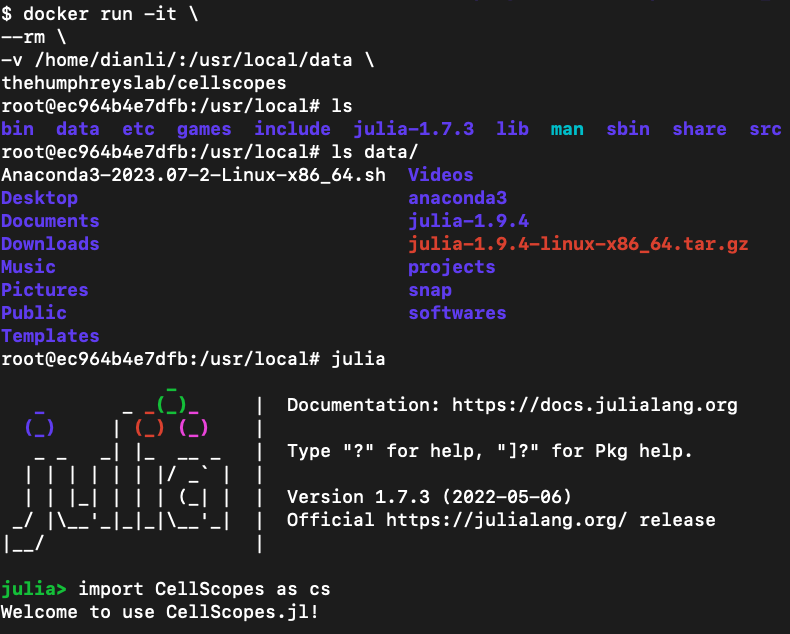 $ docker run -it \
--rm \
-v /home/dianli/:/usr/local/data \
thehumphreyslab/cellscopes
root@ec964b4e7dfb:/usr/local# ls
bin  data  etc  games  include  julia-1.7.3  lib  man  sbin  share  src
root@ec964b4e7dfb:/usr/local# ls data/
Anaconda3-2023.07-2-Linux-x86_64.sh  Videos
Desktop                              anaconda3
Documents                            julia-1.9.4
Downloads                            julia-1.9.4-linux-x86_64.tar.gz
Music                                projects
Pictures                             snap
Public                               softwares
Templates
root@ec964b4e7dfb:/usr/local# julia
               _
   _       _ _(_)_     |  Documentation: https://docs.julialang.org
  (_)     | (_) (_)    |
   _ _   _| |_  __ _   |  Type "?" for help, "]?" for Pkg help.
  | | | | | | |/ _` |  |
  | | |_| | | | (_| |  |  Version 1.7.3 (2022-05-06)
 _/ |\__'_|_|_|\__'_|  |  Official https://julialang.org/ release
|__/                   |
julia> import CellScopes as cs
Welcome to use CellScopes.jl!